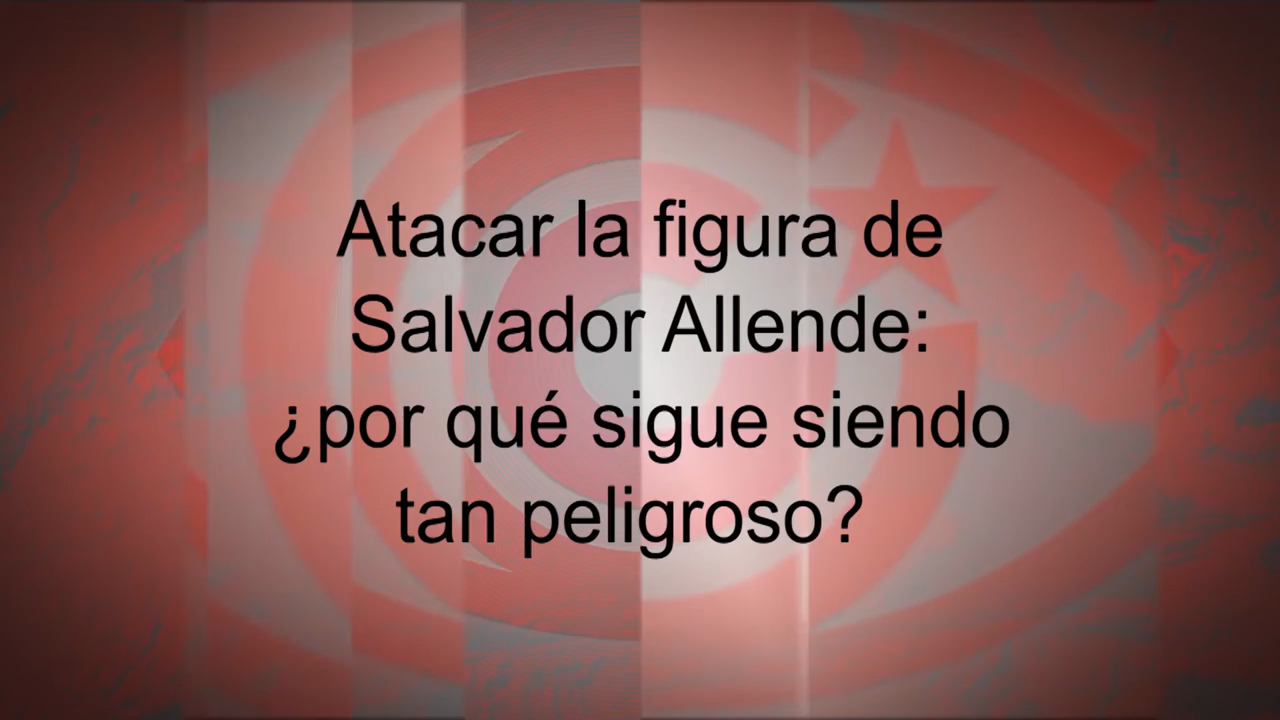 Atacar la figura de
Salvador Allende:
¿por qué sigue siendo
tan peligroso?